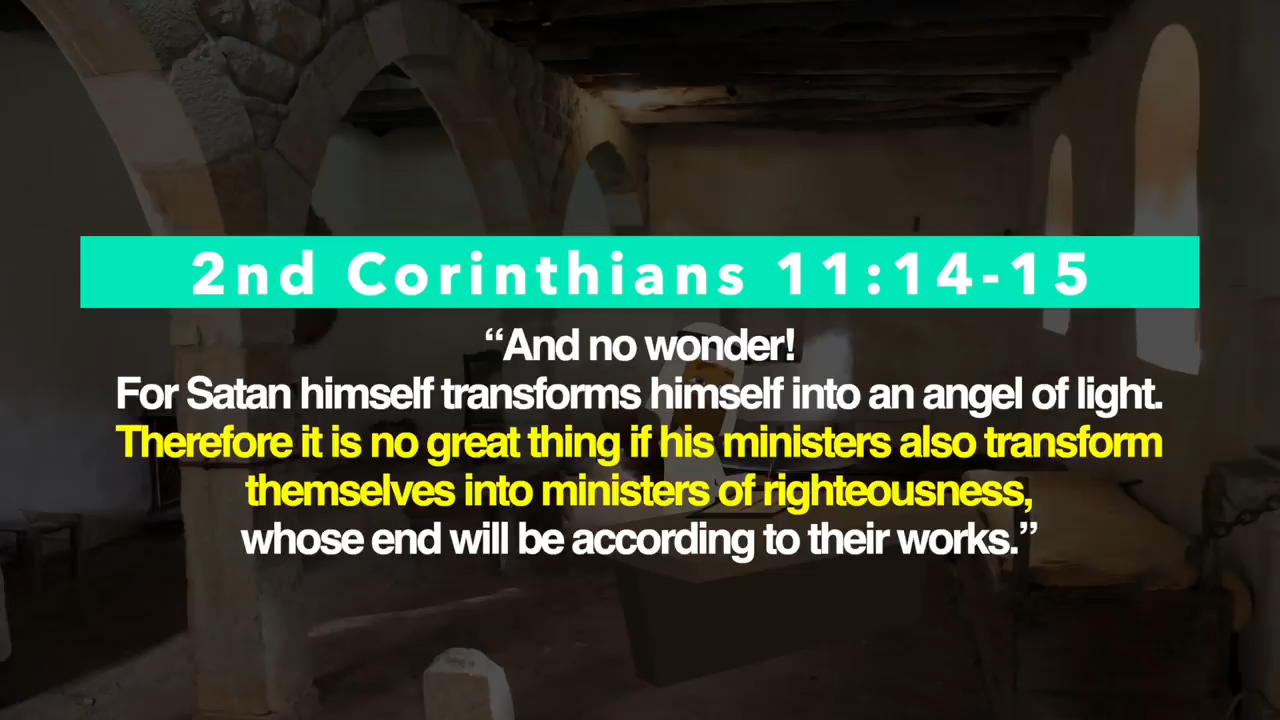 2nd Corinthians 11:14-15
“And no wonder!
For Satan himself transforms himself into an angel of light.
Therefore it is no great thing if his ministers also transform
themselves into ministers of righteousness,
whose end will be according to their works.”